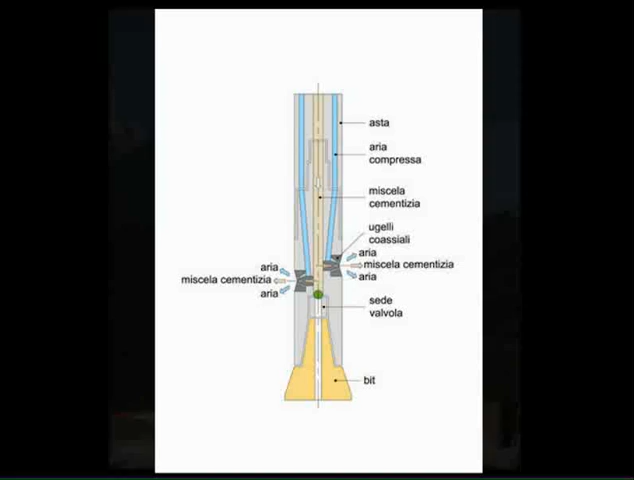 asta
aria
compressa
miscela
cementizia
ugelli
coassiali
aria
miscela cementizia
aria
aria
miscela cementizia
aria
sede
valvola
bit